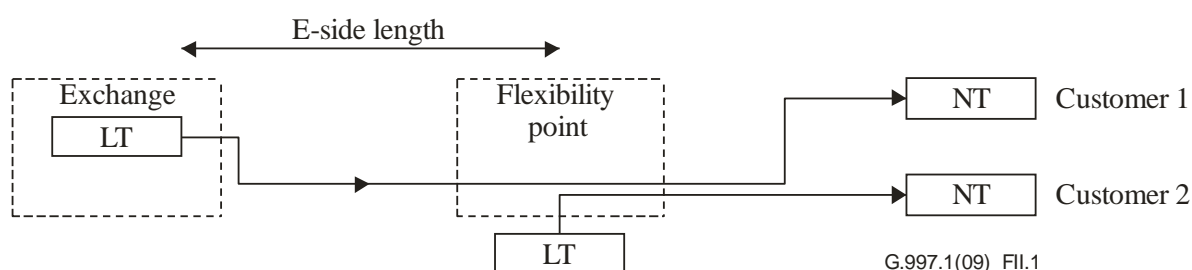 E-side length
Exchange
LT
Flexibility
point
NT
Customer 1
NT
Customer 2
LT
G.997.1(09)_FII.1